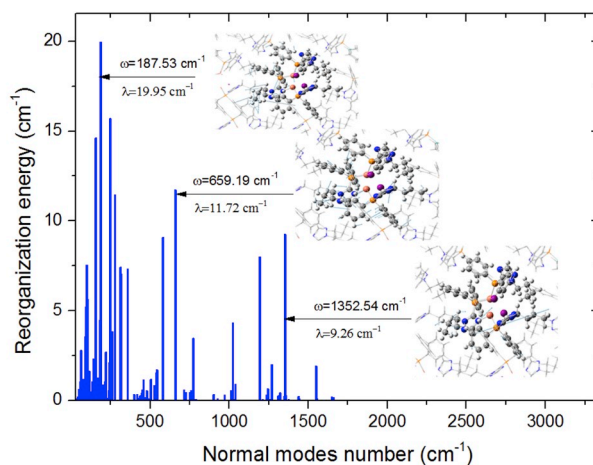 20
15
10
5
0
Reorganization energy (cm⁻¹)
ω=187.53 cm⁻¹
λ=19.95 cm⁻¹
ω=659.19 cm⁻¹
λ=11.72 cm⁻¹
ω=1352.54 cm⁻¹
λ=9.26 cm⁻¹
500 1000 1500 2000 2500 3000
Normal modes number (cm⁻¹)